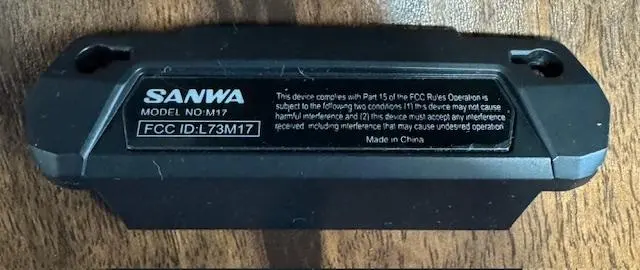 SANWA
MODEL NO:M17
FCC ID:L73M17
This device complies with Part 15 of the FCC Rules Operation is
subject to the following two conditions (1) this device may not cause
harmful interference and (2) this device must accept any interference
received including interference that may cause undesired operation
Made in China